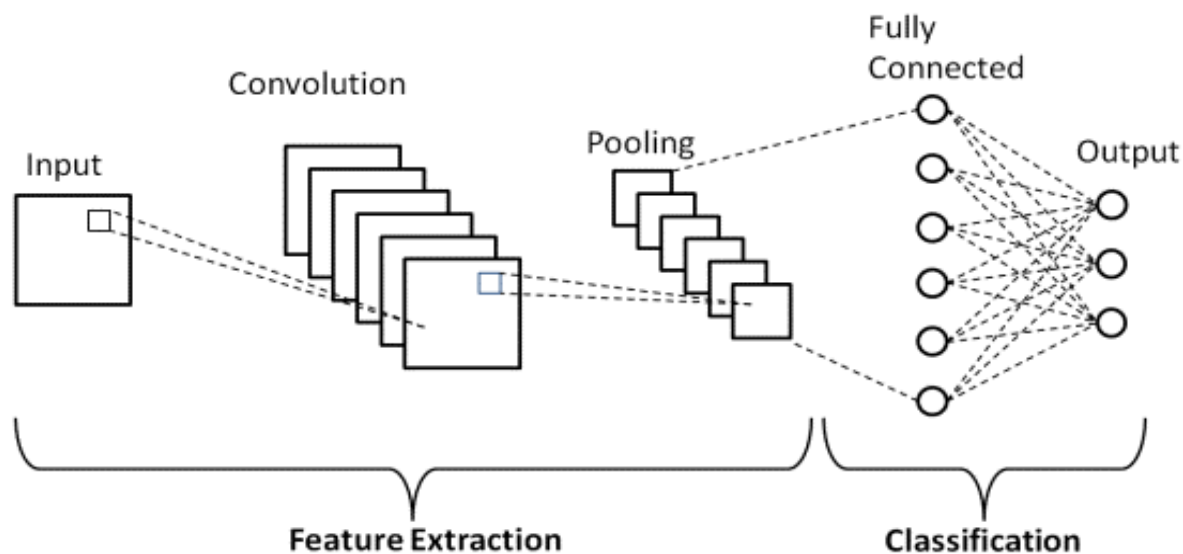 Input
Convolution
Pooling
Fully
Connected
Output
Feature Extraction
Classification